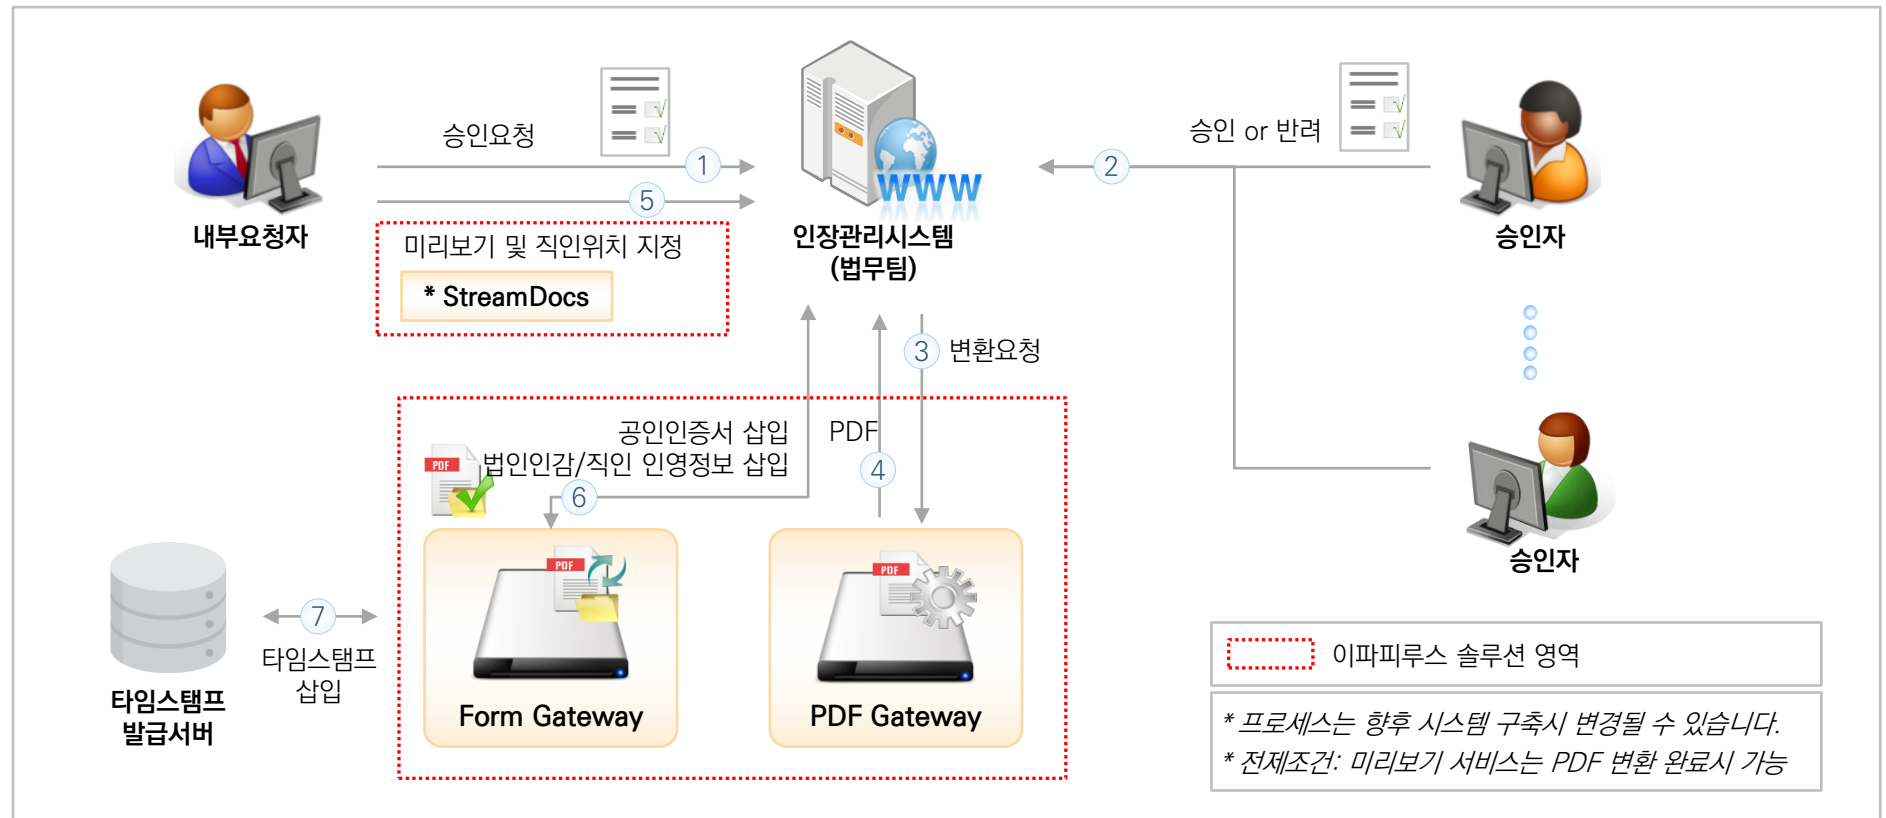 승인요청
1
5
내부요청자
미리보기 및 직인위치 지정
* StreamDocs
WWW
인장관리시스템
(법무팀)
승인 or 반려
2
승인자
3 변환요청
공인인증서 삽입
법인인감/직인 인영정보 삽입
PDF
PDF
4
6
승인자
PDF
Form Gateway
PDF
PDF Gateway
7
타임스탬프
삽입
타임스탬프
발급서버
이파피루스 솔루션 영역
* 프로세스는 향후 시스템 구축시 변경될 수 있습니다.
* 전제조건: 미리보기 서비스는 PDF 변환 완료시 가능